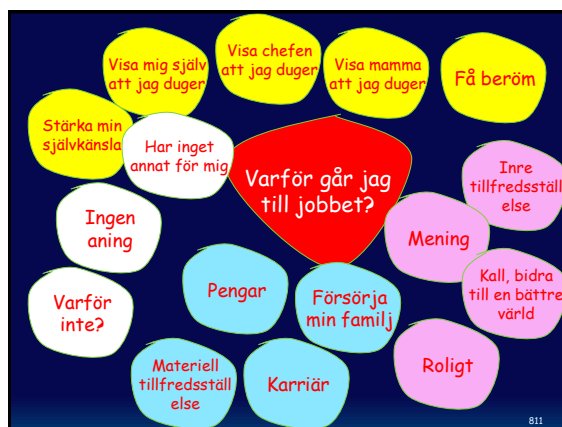 Visa mig själv
att jag duger
Visa chefen
att jag duger
Visa mamma
att jag duger
Få beröm
Stärka min
självkänsla
Har inget
annat för mig
Varför går jag
till jobbet?
Inre
tillfredsställ
else
Ingen
aning
Mening
Kall, bidra
till en bättre
värld
Varför
inte?
Pengar
Försörja
min familj
Roligt
Materiell
tillfredsställ
else
Karriär
811